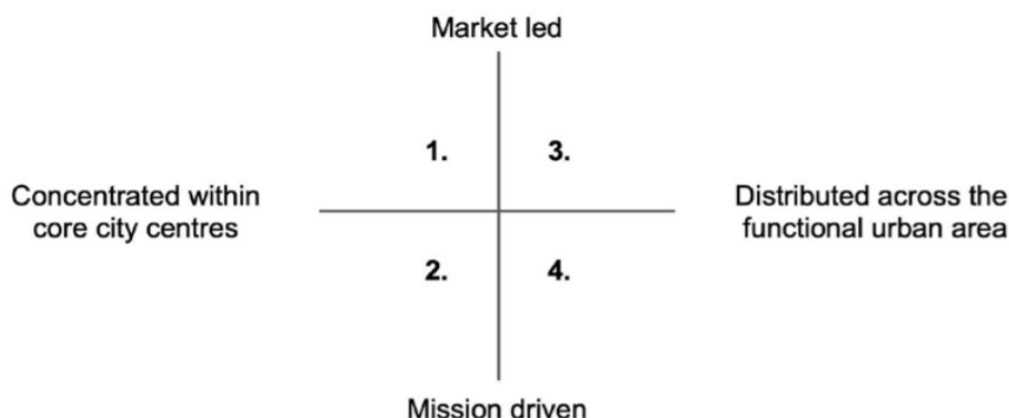 Market led
1.
3.
Concentrated within
core city centres
Distributed across the
functional urban area
2.
4.
Mission driven